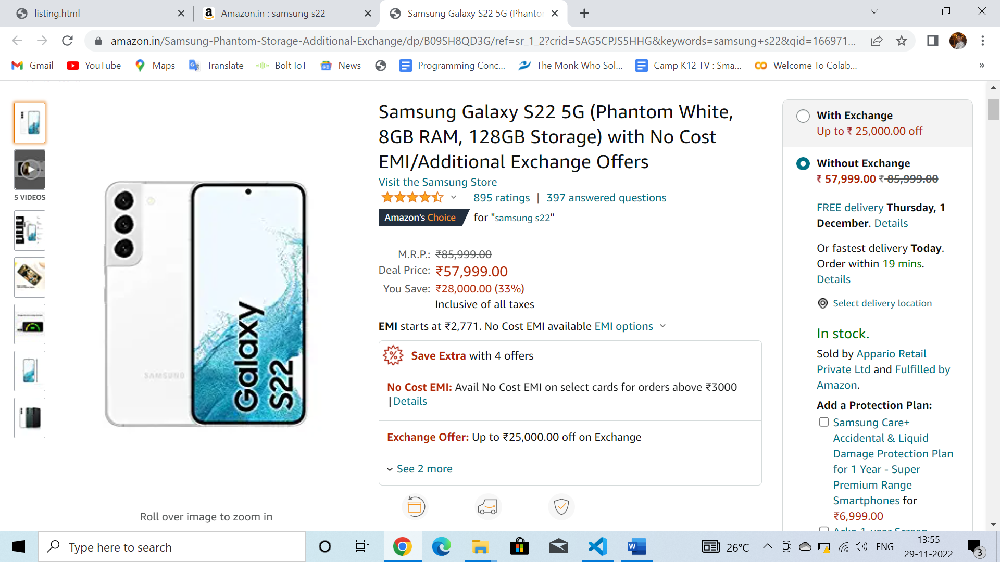 listing.html
Amazon.in : samsung s22
Samsung Galaxy S22 5G (Phantor
amazon.in/Samsung-Phantom-Storage-Additional-Exchange/dp/B09SH8QD3G/ref=sr_1_2?crid=SAG5CPJS5HHG&keywords=samsung+s22&qid=166971...
Gmail
YouTube
Maps
Translate
Bolt IoT
News
Programming Conc...
The Monk Who Sol...
Camp K12 TV : Sma...
Welcome To Colab...
»
Back to results
5 VIDEOS
SAMSUNG
Galaxy
S22
Roll over image to zoom in
Samsung Galaxy S22 5G (Phantom White,
8GB RAM, 128GB Storage) with No Cost
EMI/Additional Exchange Offers
Visit the Samsung Store
895 ratings | 397 answered questions
Amazon's Choice for "samsung s22"
M.R.P.: ₹85,999.00
Deal Price: ₹57,999.00
You Save: ₹28,000.00 (33%)
Inclusive of all taxes
EMI starts at ₹2,771. No Cost EMI available EMI options
Save Extra with 4 offers
No Cost EMI: Avail No Cost EMI on select cards for orders above ₹3000
| Details
Exchange Offer: Up to ₹25,000.00 off on Exchange
See 2 more
With Exchange
Up to ₹ 25,000.00 off
Without Exchange
₹ 57,999.00 ₹ 85,999.00
FREE delivery Thursday, 1
December. Details
Or fastest delivery Today.
Order within 19 mins.
Details
Select delivery location
In stock.
Sold by Appario Retail
Private Ltd and Fulfilled by
Amazon.
Add a Protection Plan:
Samsung Care+
Accidental & Liquid
Damage Protection Plan
for 1 Year - Super
Premium Range
Smartphones for
₹6,999.00
Acko 1-year Screen
Type here to search
26°C
ENG
13:55
29-11-2022
3